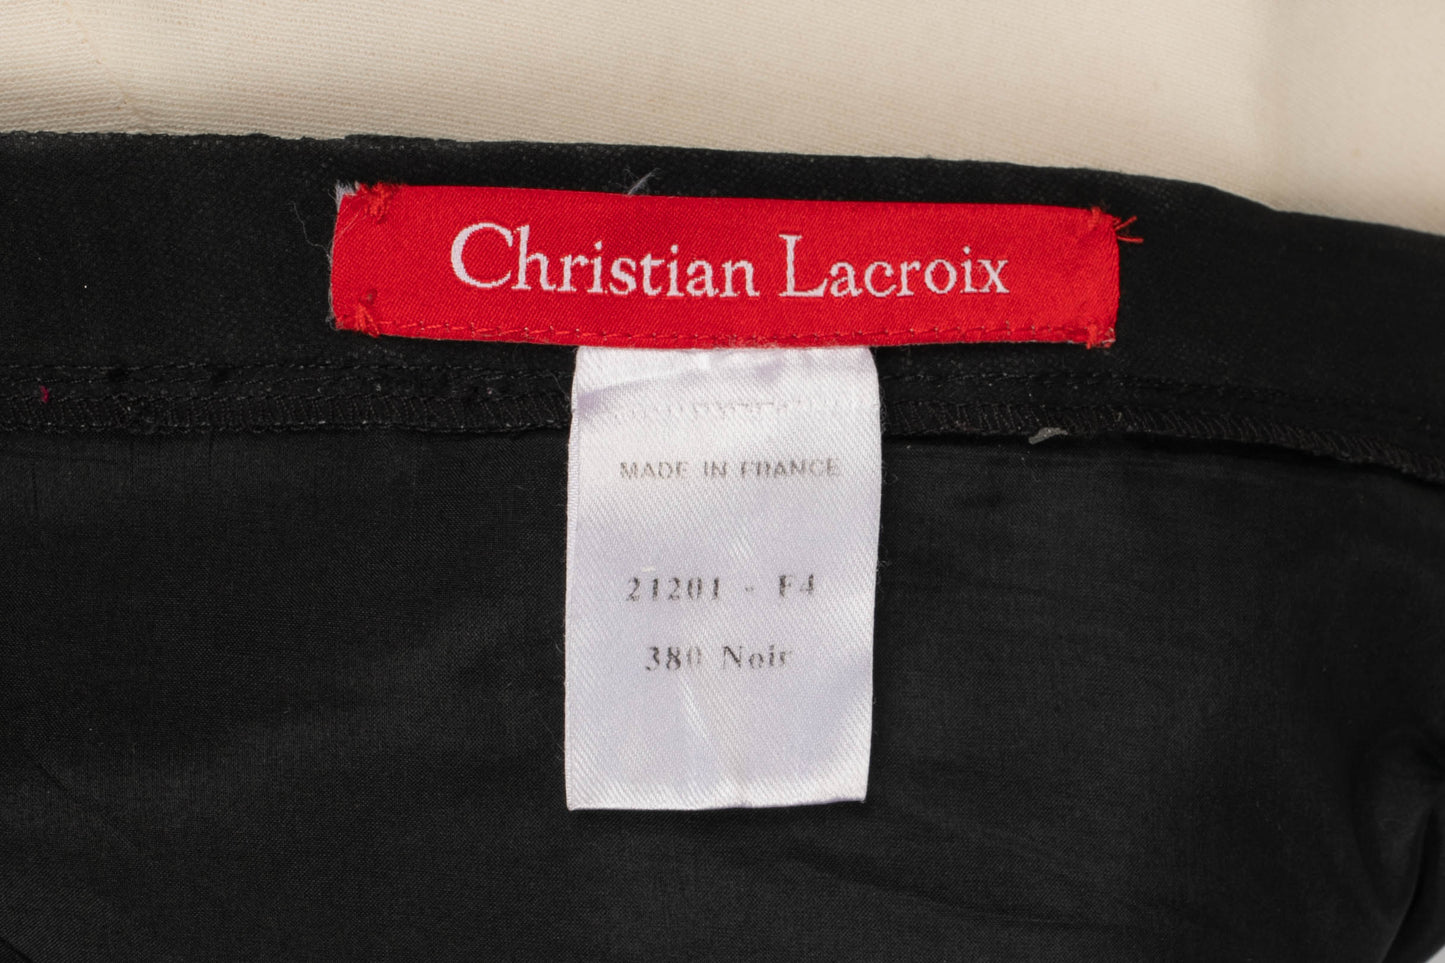 Christian Lacroix
MADE IN FRANCE
21201 - F4
380 Noir